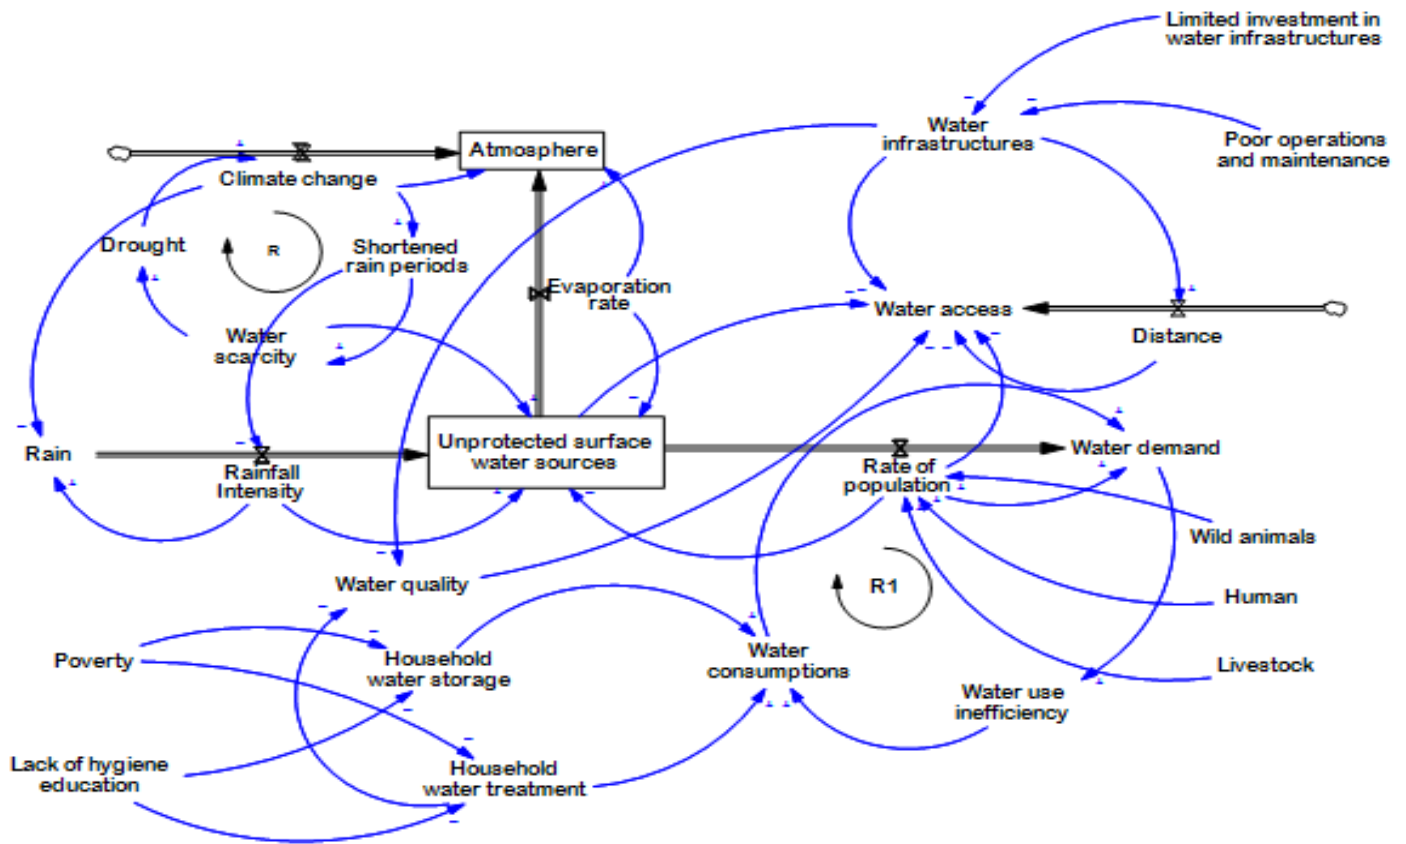 Limited investment in
water infrastructures
Water
infrastructures
Poor operations
and maintenance
Atmosphere
Climate change
Drought
R
Shortened
rain periods
Evaporation
rate
Water access
Distance
Water
scarcity
Rain
Rainfall
Intensity
Unprotected surface
water sources
Rate of
population
Water demand
Wild animals
Water quality
R1
Human
Poverty
Household
water storage
Water
consumptions
Livestock
Water use
inefficiency
Lack of hygiene
education
Household
water treatment